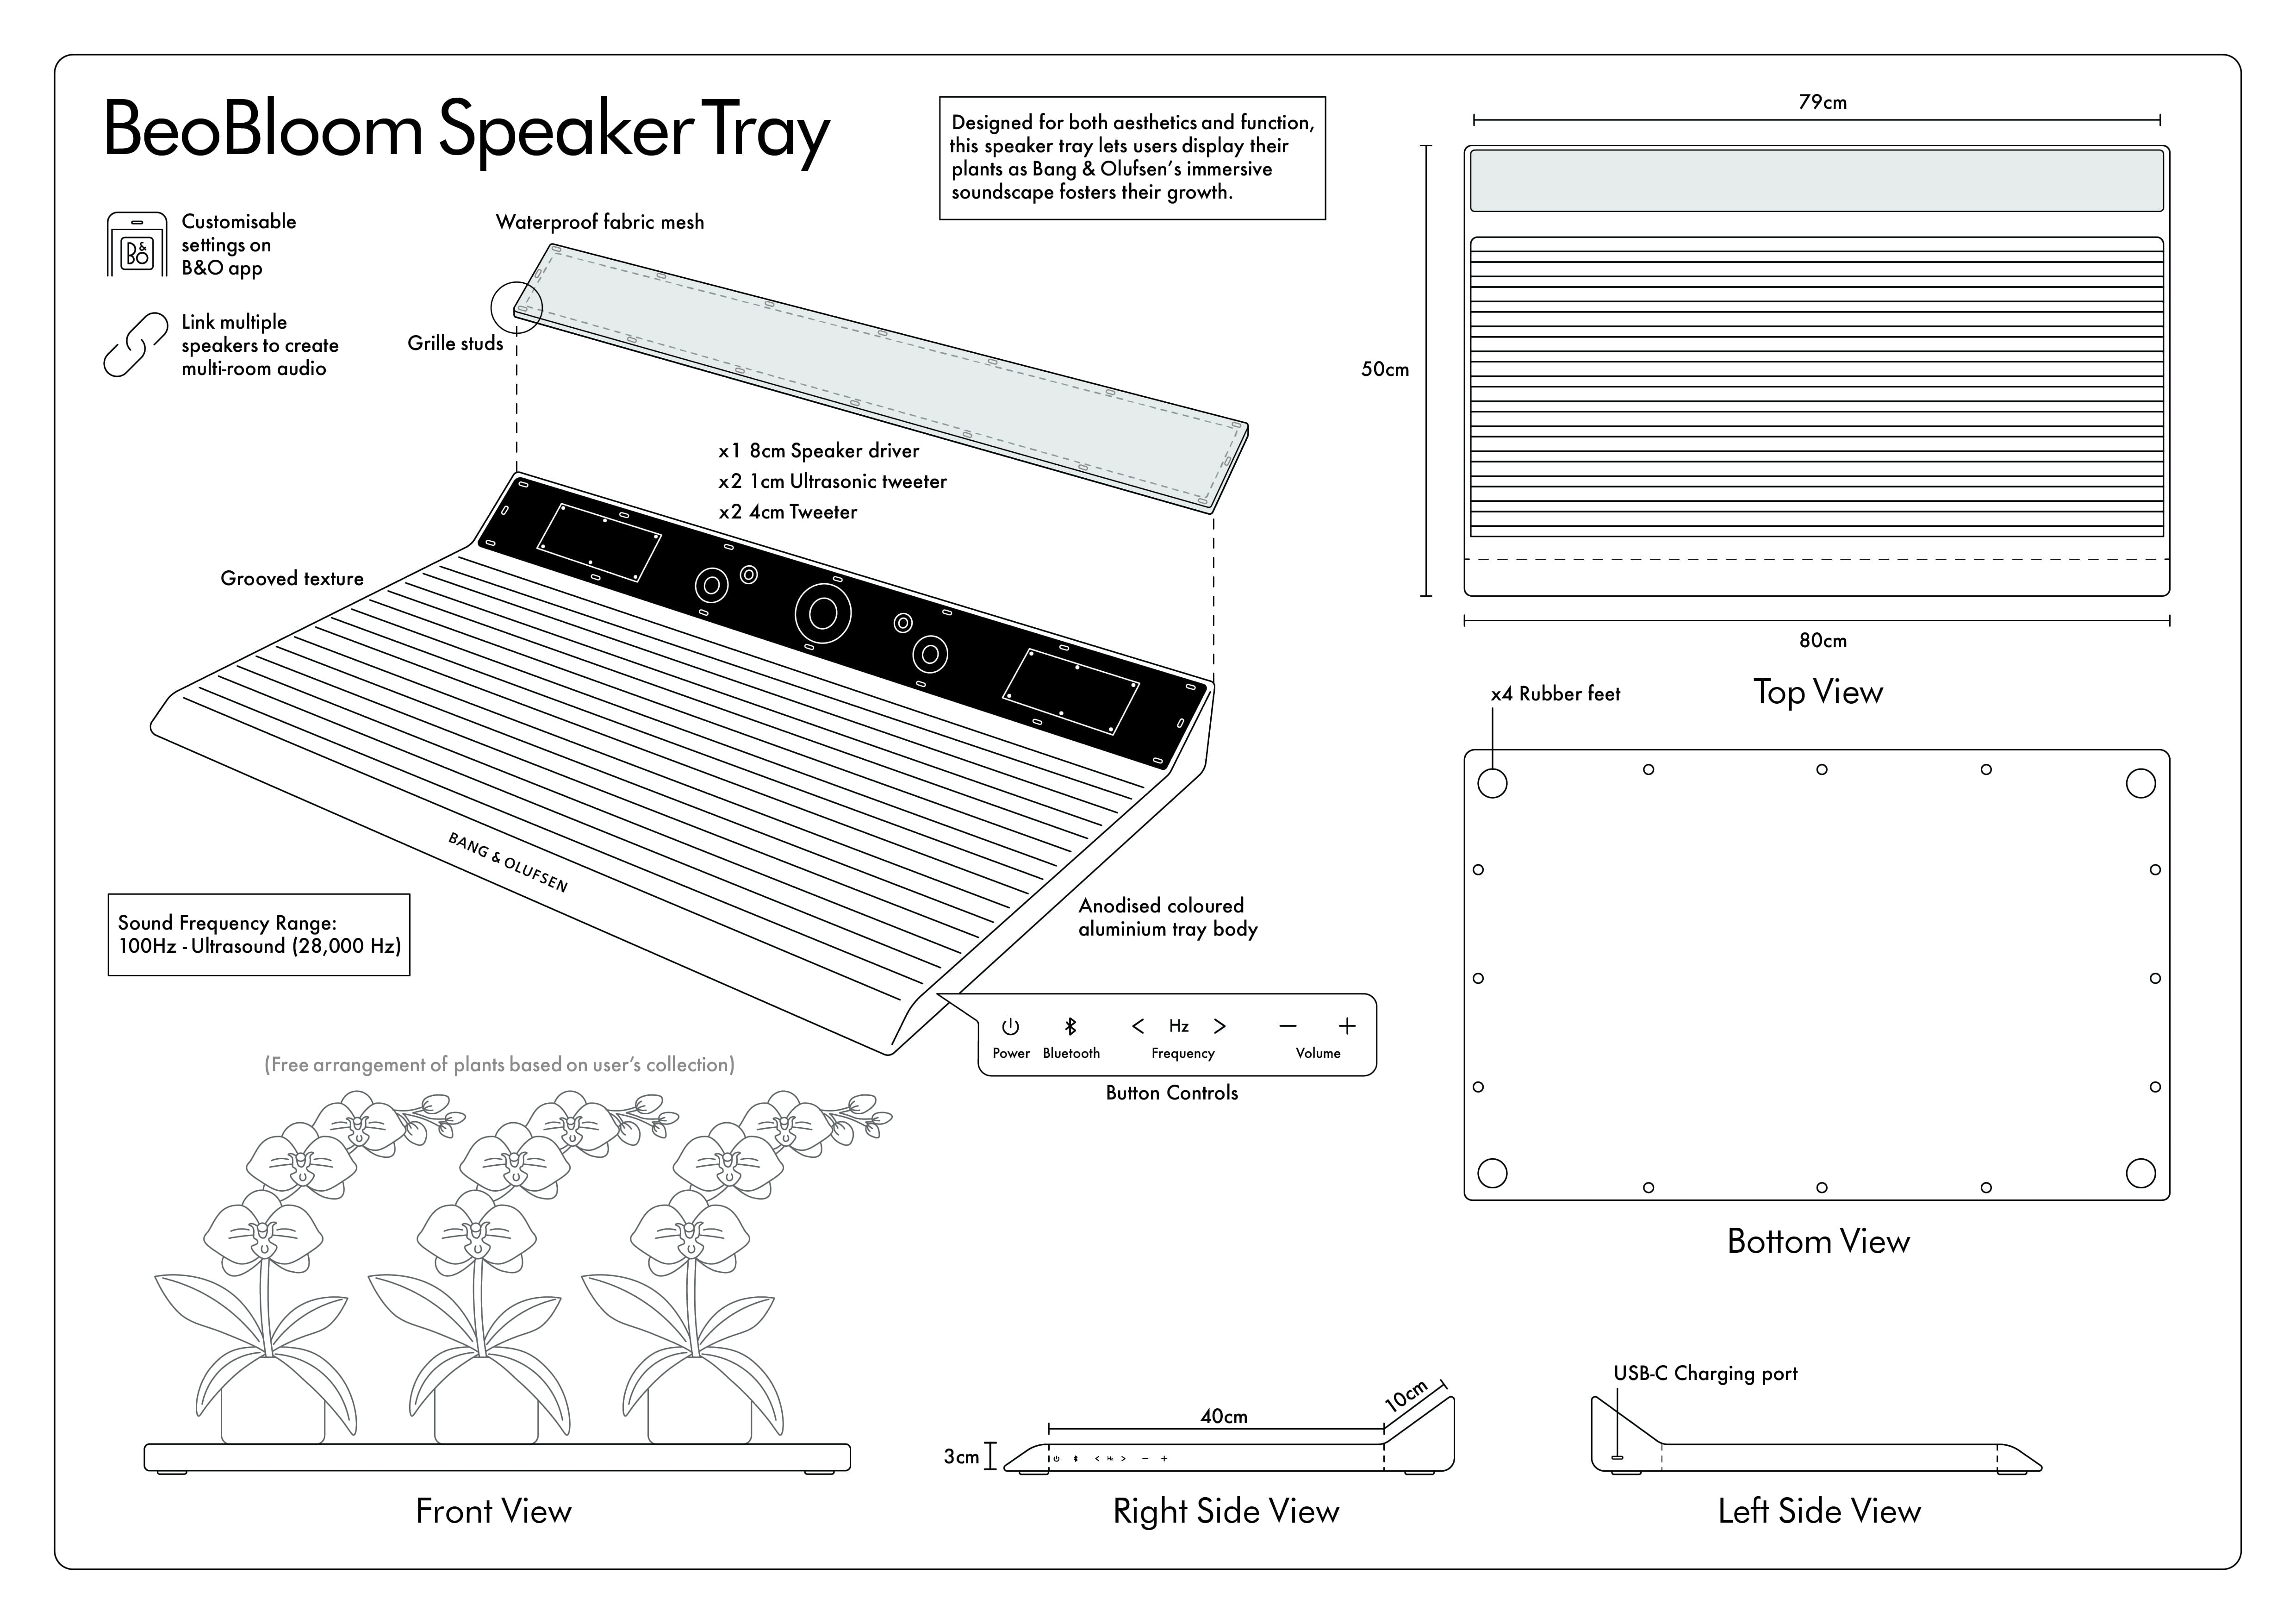 BeoBloom Speaker Tray
Customisable
settings on
B&O app
B&O
Link multiple
speakers to create
multi-room audio
Designed for both aesthetics and function,
this speaker tray lets users display their
plants as Bang & Olufsen's immersive
soundscape fosters their growth.
Waterproof fabric mesh
Grille studs
x1 8cm Speaker driver
x2 1cm Ultrasonic tweeter
x2 4cm Tweeter
Grooved texture
BANG & OLUFSEN
Anodised coloured
aluminium tray body
Sound Frequency Range:
100Hz - Ultrasound (28,000 Hz)
< Hz > − +
Power Bluetooth Frequency Volume
Button Controls
79cm
50cm
80cm
Top View
x4 Rubber feet
Bottom View
(Free arrangement of plants based on user's collection)
Front View
3cm
40cm
10cm
< Hz > − +
Right Side View
USB-C Charging port
Left Side View